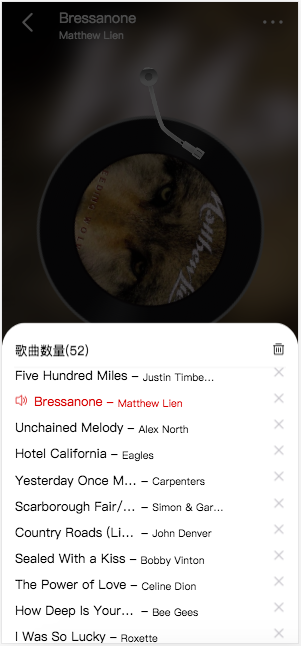 Bressanone
Matthew Lien
歌曲数量(52)
Five Hundred Miles – Justin Timbe...
Bressanone – Matthew Lien
Unchained Melody – Alex North
Hotel California – Eagles
Yesterday Once M... – Carpenters
Scarborough Fair/... – Simon & Gar...
Country Roads (Li... – John Denver
Sealed With a Kiss – Bobby Vinton
The Power of Love – Celine Dion
How Deep Is Your... – Bee Gees
I Was So Lucky – Roxette